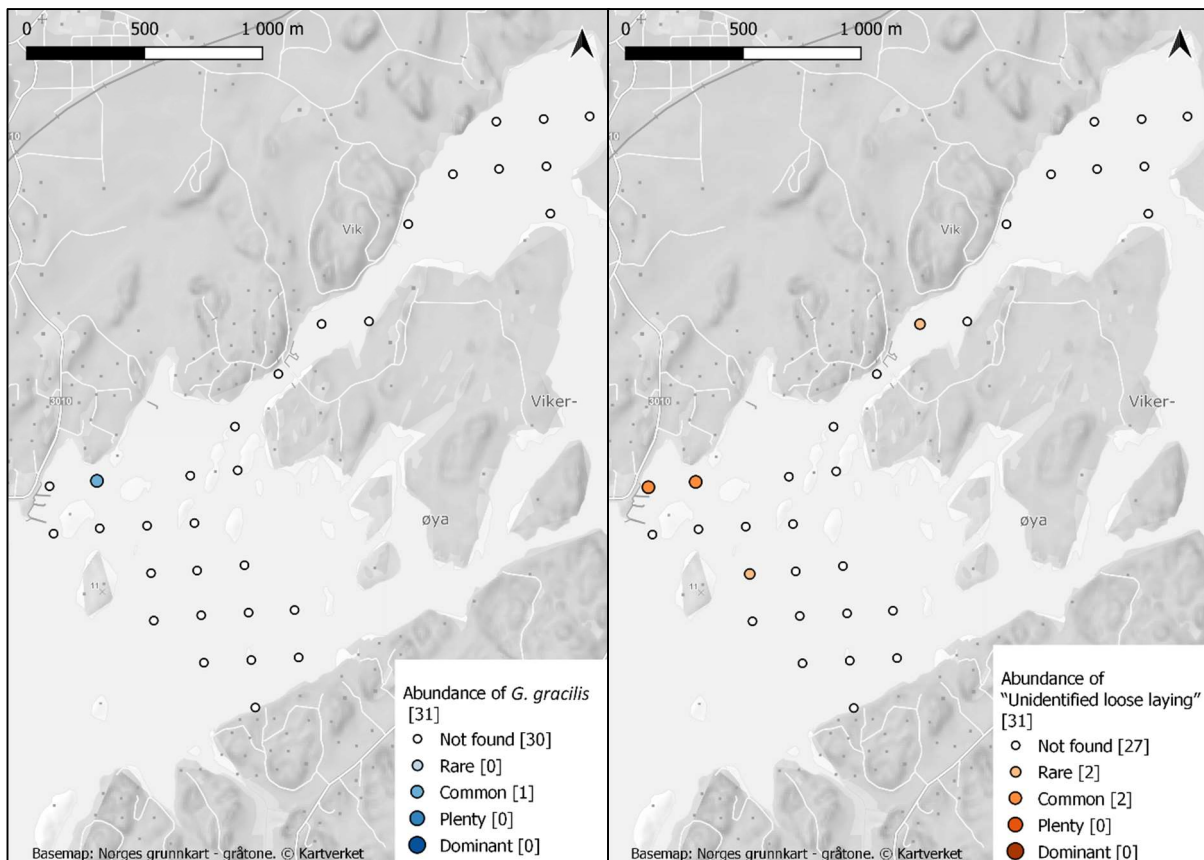 0 500 1 000 m
3010
Vik
3010
Viker-
øya
11
Abundance of G. gracilis
[31]
Not found [30]
Rare [0]
Common [1]
Plenty [0]
Dominant [0]
Basemap: Norges grunnkart - gråtone. © Kartverket
0 500 1 000 m
Vik
3010
Viker-
øya
11
Abundance of
“Unidentified loose laying”
[31]
Not found [27]
Rare [2]
Common [2]
Plenty [0]
Dominant [0]
Basemap: Norges grunnkart - gråtone. © Kartverket